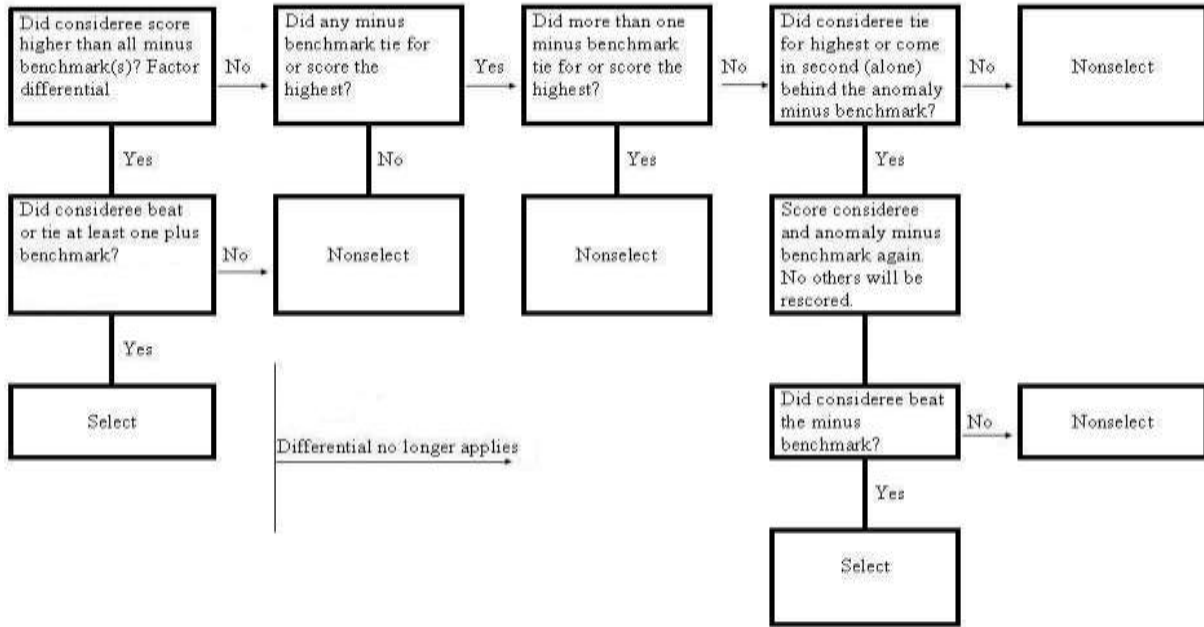 Did consideree score
higher than all minus
benchmark(s)? Factor
differential
No
Did any minus
benchmark tie for
or score the
highest?
Yes
Did more than one
minus benchmark
tie for or score the
highest?
No
Did consideree tie
for highest or come
in second (alone)
behind the anomaly
minus benchmark?
No
Nonselect
Yes
No
Yes
Yes
Did consideree beat
or tie at least one plus
benchmark?
No
Nonselect
Nonselect
Score consideree
and anomaly minus
benchmark again.
No others will be
rescored.
Yes
Select
Differential no longer applies
Did consideree beat
the minus
benchmark?
No
Nonselect
Yes
Select